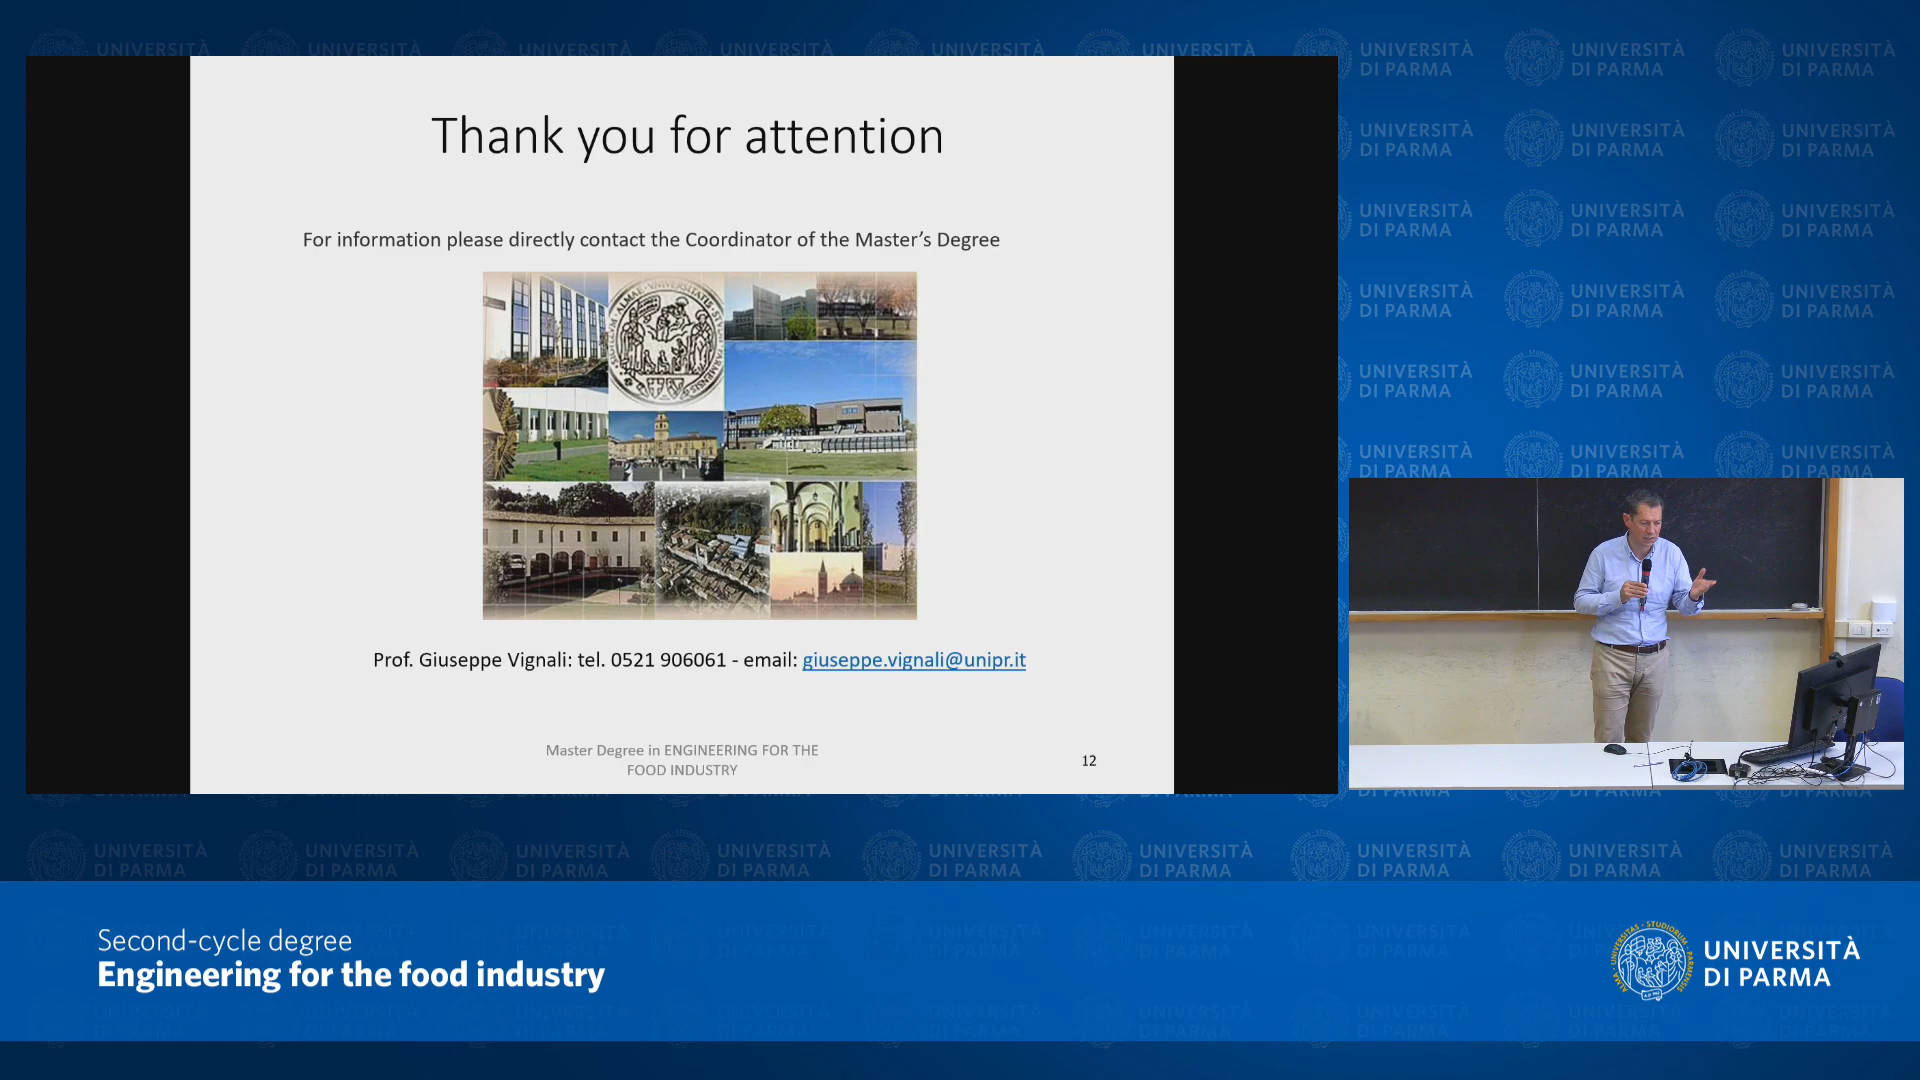 Thank you for attention
For information please directly contact the Coordinator of the Master’s Degree
Prof. Giuseppe Vignali: tel. 0521 906061 - email: giuseppe.vignali@unipr.it
Master Degree in ENGINEERING FOR THE
FOOD INDUSTRY
12
Second-cycle degree
Engineering for the food industry
UNIVERSITÀ
DI PARMA